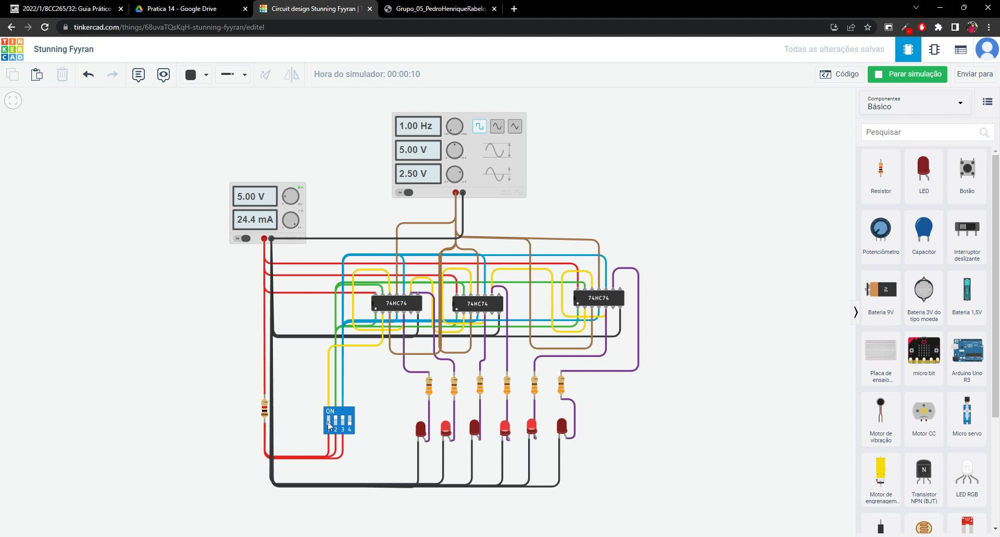 2022/1/BCC265/32: Guia Prático
Pratica 14 - Google Drive
Circuit design Stunning Fyyran |
Grupo_05_PedroHenriqueRabelo
tinkercad.com/things/68uvaTQsKqH-stunning-fyyran/editel
TIN
KER
CAD
Stunning Fyyran
Todas as alterações salvas
Hora do simulador: 00:00:10
Código
Parar simulação
Enviar para
Componentes
Básico
Pesquisar
1.00 Hz
5.00 V
2.50 V
ON
5.00 V
24.4 mA
ON
74HC74
74HC74
74HC74
ON
2 3 4
Resistor
LED
Botão
Potenciômetro
Capacitor
Interruptor
deslizante
9V
Bateria 9V
Bateria 3V do
tipo moeda
Bateria 1,5V
Placa de
ensaio...
micro:bit
Arduino Uno
R3
Motor de
vibração
Motor CC
Micro servo
Motor de
engrenagem...
N
Transistor
NPN (BJT)
LED RGB